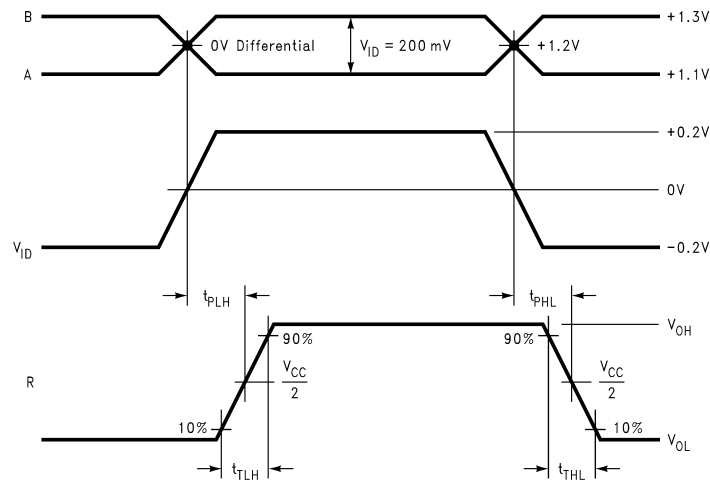 B
+1.3V
0V Differential
V_ID = 200 mV
+1.2V
A
+1.1V
+0.2V
0V
V_ID
−0.2V
t_PLH
t_PHL
V_OH
90%
90%
R
V_CC
2
V_CC
2
10%
10%
V_OL
t_TLH
t_THL